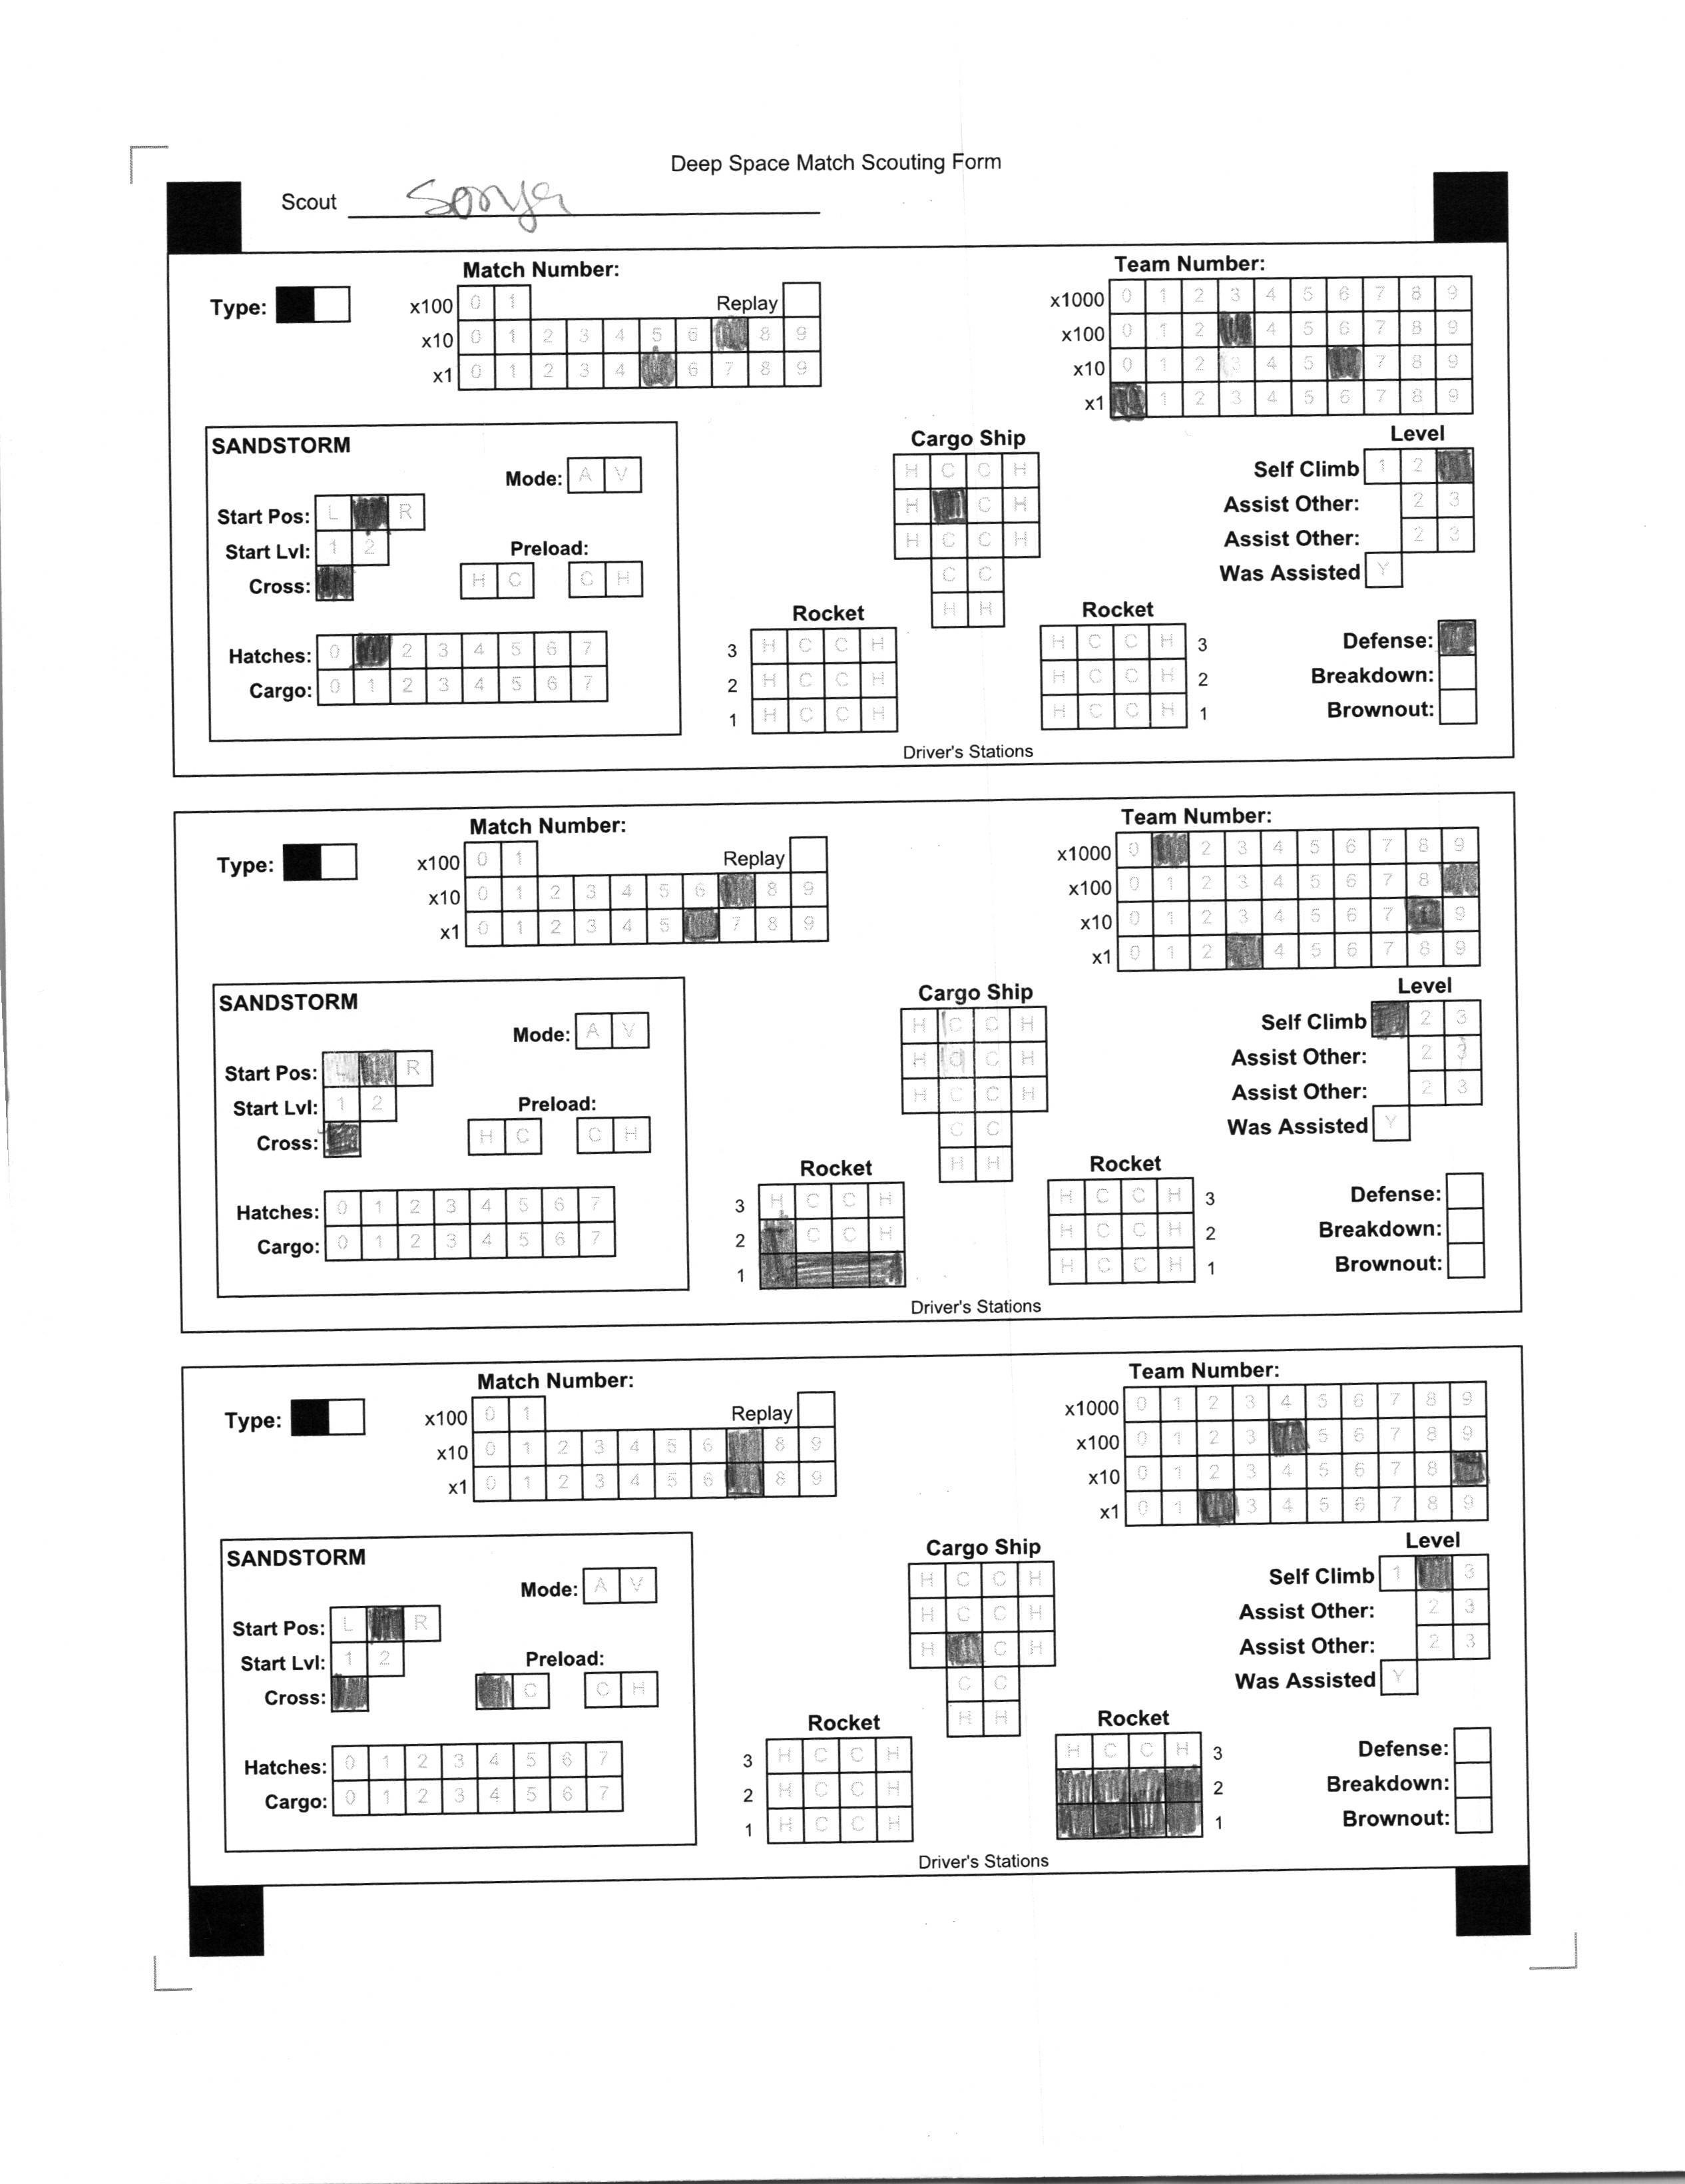 Deep Space Match Scouting Form
Scout Sonya
Match Number:
Team Number:
Type:
x100 0 1 Replay
x10 0 1 2 3 4 5 6 8 9
x1 0 1 2 3 4 6 7 8 9
x1000 0 1 2 3 4 5 6 7 8 9
x100 0 1 2 4 5 6 7 8 9
x10 0 1 2 3 4 5 7 8 9
x1 1 2 3 4 5 6 7 8 9
SANDSTORM
Mode: A V
Start Pos: L R
Start Lvl: 1 2
Preload:
Cross: H C C H
Hatches: 0 2 3 4 5 6 7
Cargo: 0 1 2 3 4 5 6 7
Cargo Ship
H C C H
H C H
H C C H
C C
H H
Rocket
3 H C C H
2 H C C H
1 H C C H
Rocket
H C C H 3
H C C H 2
H C C H 1
Driver's Stations
Level
Self Climb 1 2
Assist Other: 2 3
Assist Other: 2 3
Was Assisted Y
Defense:
Breakdown:
Brownout:
Match Number:
Team Number:
Type:
x100 0 1 Replay
x10 0 1 2 3 4 5 6 8 9
x1 0 1 2 3 4 5 7 8 9
x1000 0 2 3 4 5 6 7 8 9
x100 0 1 2 3 4 5 6 7 8
x10 0 1 2 3 4 5 6 7 9
x1 0 1 2 4 5 6 7 8 9
SANDSTORM
Mode: A V
Start Pos: L R
Start Lvl: 1 2
Preload:
Cross: H C C H
Hatches: 0 1 2 3 4 5 6 7
Cargo: 0 1 2 3 4 5 6 7
Cargo Ship
H C C H
H C C H
H C C H
C C
H H
Rocket
3 H C C H
2 C C H
1
Rocket
H C C H 3
H C C H 2
H C C H 1
Driver's Stations
Level
Self Climb 2 3
Assist Other: 2 3
Assist Other: 2 3
Was Assisted Y
Defense:
Breakdown:
Brownout:
Match Number:
Team Number:
Type:
x100 0 1 Replay
x10 0 1 2 3 4 5 6 8 9
x1 0 1 2 3 4 5 6 8 9
x1000 0 1 2 3 4 5 6 7 8 9
x100 0 1 2 3 5 6 7 8 9
x10 0 1 2 3 4 5 6 7 8
x1 0 1 3 4 5 6 7 8 9
SANDSTORM
Mode: A V
Start Pos: L R
Start Lvl: 1 2
Preload:
Cross: C C H
Hatches: 0 1 2 3 4 5 6 7
Cargo: 0 1 2 3 4 5 6 7
Cargo Ship
H C C H
H C C H
H C H
C C
H H
Rocket
3 H C C H
2 H C C H
1 H C C H
Rocket
H C C H 3
2
1
Driver's Stations
Level
Self Climb 1 3
Assist Other: 2 3
Assist Other: 2 3
Was Assisted Y
Defense:
Breakdown:
Brownout: